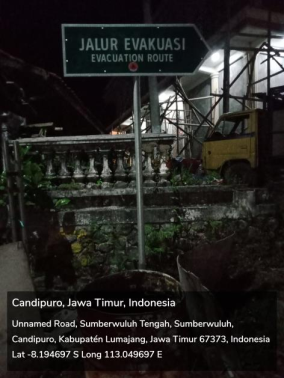 JALUR EVAKUASI
EVACUATION ROUTE
Candipuro, Jawa Timur, Indonesia
Unnamed Road, Sumberwuluh Tengah, Sumberwuluh,
Candipuro, Kabupatén Lumajang, Jawa Timur 67373, Indonesia
Lat -8.194697 S Long 113.049697 E